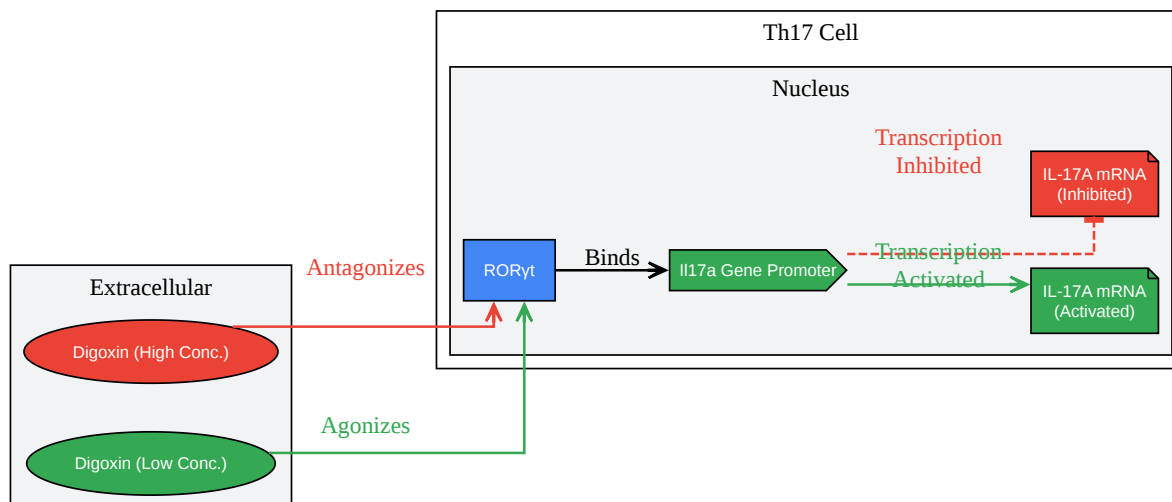 Th17 Cell
Nucleus
Transcription
Inhibited
IL-17A mRNA
(Inhibited)
RORγt
Binds
Il17a Gene Promoter
Transcription
Activated
IL-17A mRNA
(Activated)
Antagonizes
Extracellular
Digoxin (High Conc.)
Agonizes
Digoxin (Low Conc.)